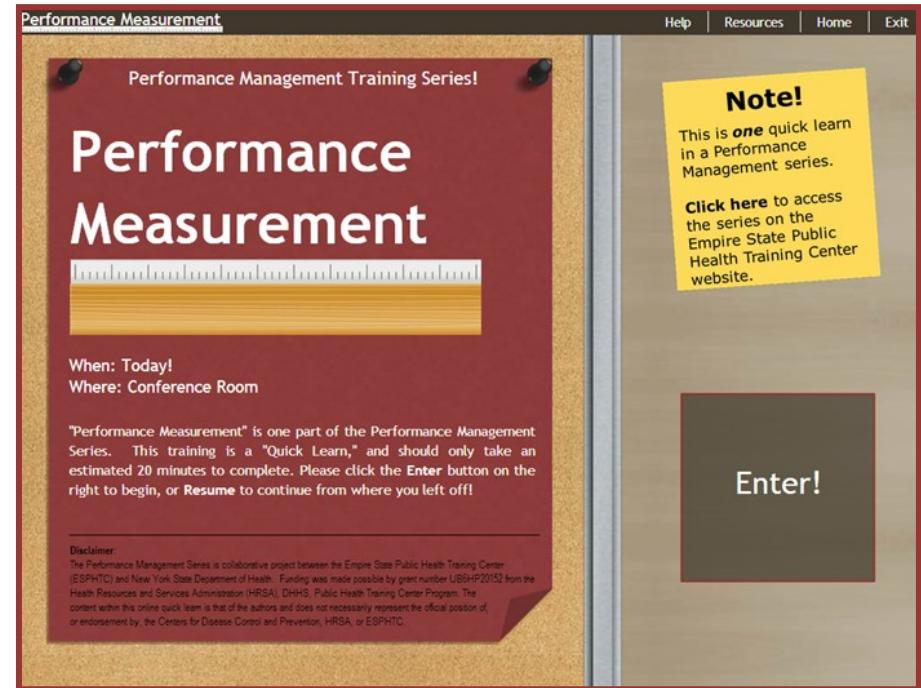 Performance Measurement
Help
Resources
Home
Exit
Performance Management Training Series!
Performance
Measurement
When: Today!
Where: Conference Room
"Performance Measurement" is one part of the Performance Management
Series. This training is a "Quick Learn," and should only take an
estimated 20 minutes to complete. Please click the Enter button on the
right to begin, or Resume to continue from where you left off!
Disclaimer:
The Performance Management Series is collaborative project between the Empire State Public Health Training Center
(ESPHTC) and New York State Department of Health. Funding was made possible by grant number UB6HP20152 from the
Health Resources and Services Administration (HRSA), DHHS, Public Health Training Center Program. The
content within this online quick learn is that of the authors and does not necessarily represent the official position of,
or endorsement by, the Centers for Disease Control and Prevention, HRSA, or ESPHTC.
Note!
This is one quick learn
in a Performance
Management series.
Click here to access
the series on the
Empire State Public
Health Training Center
website.
Enter!